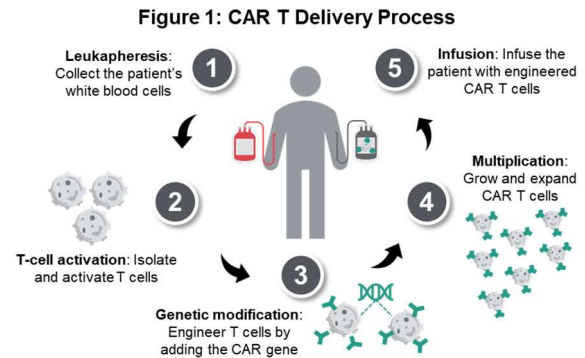 Figure 1: CAR T Delivery Process
Leukapheresis:
Collect the patient's
white blood cells
1
2
T-cell activation: Isolate
and activate T cells
3
Genetic modification:
Engineer T cells by
adding the CAR gene
4
Multiplication:
Grow and expand
CAR T cells
5
Infusion: Infuse the
patient with engineered
CAR T cells